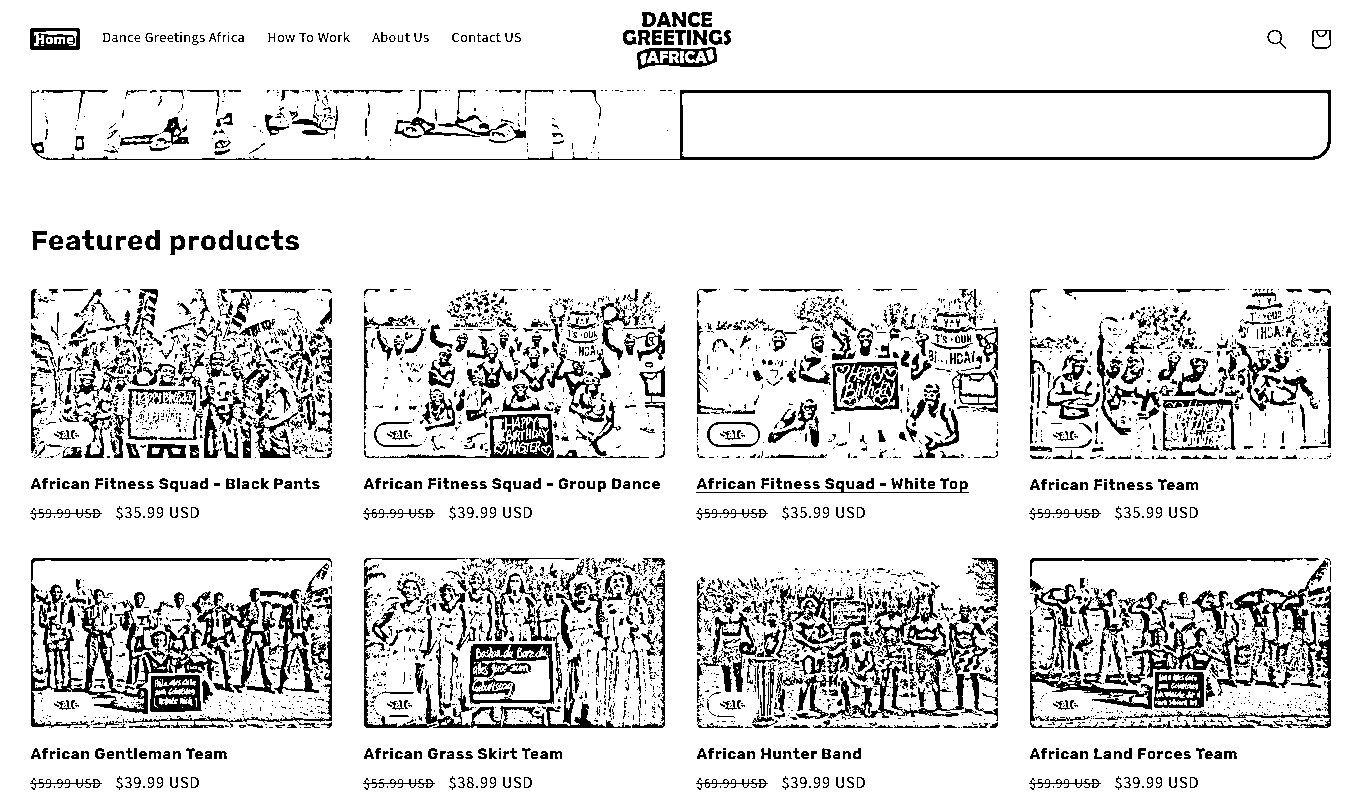 Home Dance Greetings Africa How To Work About Us Contact US
DANCE
GREETINGS
AFRICA
Featured products
YAY
IT'S OUR
HAPPY
BIRTHDAY
MASTER
SALE
SALE
SALE
SALE
African Fitness Squad - Black Pants
$59.99 USD $35.99 USD
African Fitness Squad - Group Dance
$69.99 USD $39.99 USD
African Fitness Squad - White Top
$59.99 USD $35.99 USD
African Fitness Team
$59.99 USD $35.99 USD
SALE
SALE
African Gentleman Team
$59.99 USD $39.99 USD
African Grass Skirt Team
$55.99 USD $38.99 USD
African Hunter Band
$69.99 USD $39.99 USD
African Land Forces Team
$59.99 USD $39.99 USD